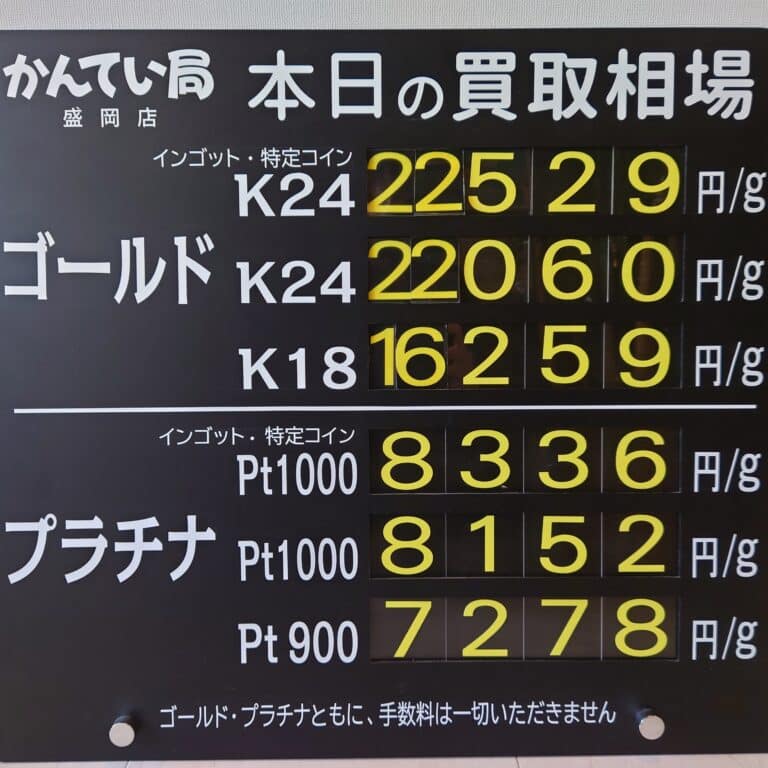 かんてい局 本日の買取相場
盛岡店
インゴット・特定コイン
K24 22529 円/g
ゴールド K24 22060 円/g
K18 16259 円/g
インゴット・特定コイン
Pt1000 8336 円/g
プラチナ Pt1000 8152 円/g
Pt900 7278 円/g
ゴールド・プラチナともに、手数料は一切いただきません